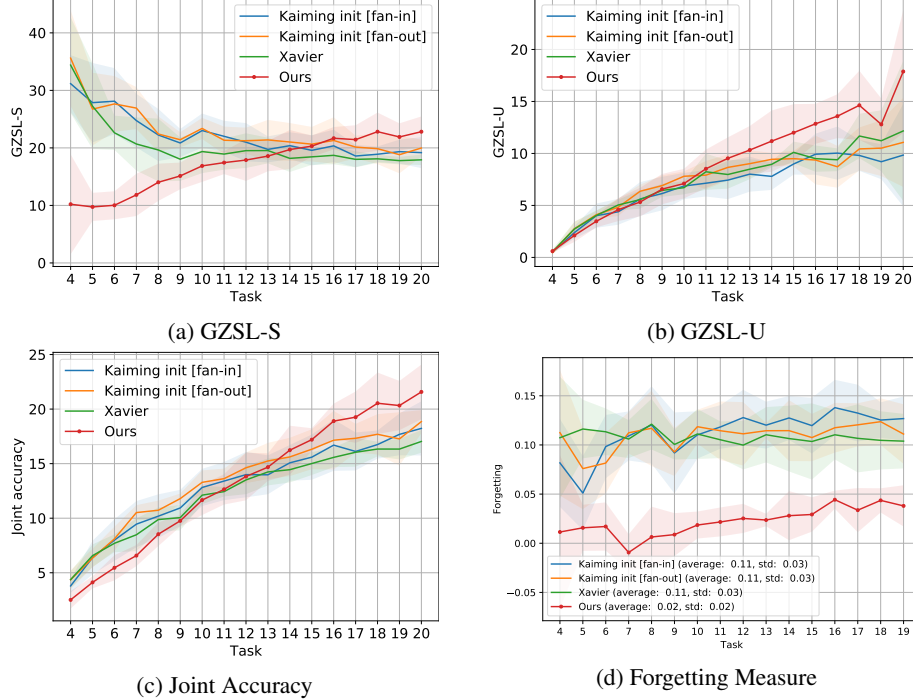 Kaiming init [fan-in]
Kaiming init [fan-out]
Xavier
Ours
GZSL-S
40
30
20
10
0
4 5 6 7 8 9 10 11 12 13 14 15 16 17 18 19 20
Task
(a) GZSL-S
Kaiming init [fan-in]
Kaiming init [fan-out]
Xavier
Ours
GZSL-U
20
15
10
5
0
4 5 6 7 8 9 10 11 12 13 14 15 16 17 18 19 20
Task
(b) GZSL-U
Kaiming init [fan-in]
Kaiming init [fan-out]
Xavier
Ours
Joint accuracy
25
20
15
10
5
4 5 6 7 8 9 10 11 12 13 14 15 16 17 18 19 20
Task
(c) Joint Accuracy
Forgetting
0.15
0.10
0.05
0.00
−0.05
Kaiming init [fan-in] (average: 0.11, std: 0.03)
Kaiming init [fan-out] (average: 0.11, std: 0.03)
Xavier (average: 0.11, std: 0.03)
Ours (average: 0.02, std: 0.02)
4 5 6 7 8 9 10 11 12 13 14 15 16 17 18 19
Task
(d) Forgetting Measure